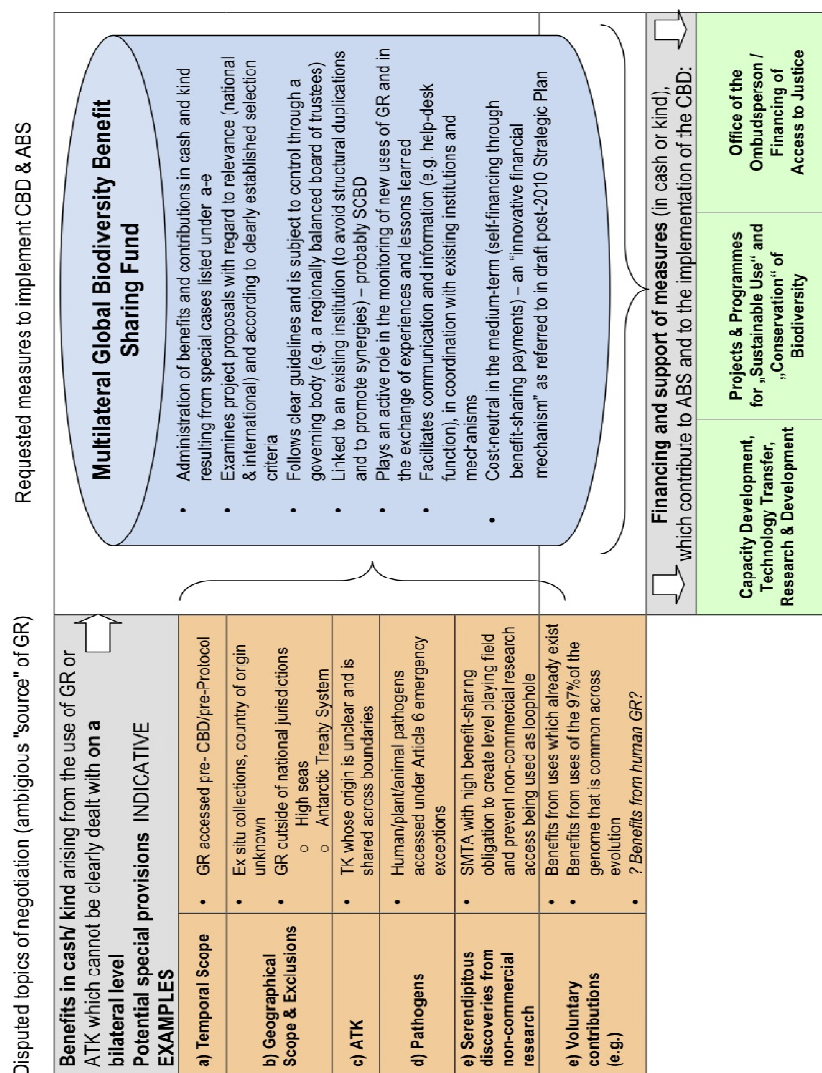 Disputed topics of negotiation (ambigious "source" of GR)
Requested measures to implement CBD & ABS
Benefits in cash/ kind arising from the use of GR or
ATK which cannot be clearly dealt with on a
bilateral level
Potential special provisions INDICATIVE
EXAMPLES
a) Temporal Scope
• GR accessed pre- CBD/pre-Protocol
b) Geographical
Scope & Exclusions
• Ex situ collections, country of origin
unknown
• GR outside of national jurisdictions
o High seas
o Antarctic Treaty System
c) ATK
• TK whose origin is unclear and is
shared across boundaries
d) Pathogens
• Human/plant/animal pathogens
accessed under Article 6 emergency
exceptions
e) Serendipitous
discoveries from
non-commercial
research
• SMTA with high benefit-sharing
obligation to create level playing field
and prevent non-commercial research
access being used as loophole
e) Voluntary
contributions
(e.g.)
• Benefits from uses which already exist
• Benefits from uses of the 97% of the
genome that is common across
evolution
• ? Benefits from human GR?
Multilateral Global Biodiversity Benefit
Sharing Fund
• Administration of benefits and contributions in cash and kind
resulting from special cases listed under a-e
• Examines project proposals with regard to relevance (national
& international) and according to clearly established selection
criteria
• Follows clear guidelines and is subject to control through a
governing body (e.g. a regionally balanced board of trustees)
• Linked to an existing institution (to avoid structural duplications
and to promote synergies) – probably SCBD
• Plays an active role in the monitoring of new uses of GR and in
the exchange of experiences and lessons learned
• Facilitates communication and information (e.g. help-desk
function), in coordination with existing institutions and
mechanisms
• Cost-neutral in the medium-term (self-financing through
benefit-sharing payments) – an "innovative financial
mechanism" as referred to in draft post-2010 Strategic Plan
Financing and support of measures (in cash or kind),
which contribute to ABS and to the implementation of the CBD:
Capacity Development,
Technology Transfer,
Research & Development
Projects & Programmes
for „Sustainable Use“ and
„Conservation“ of
Biodiversity
Office of the
Ombudsperson /
Financing of
Access to Justice